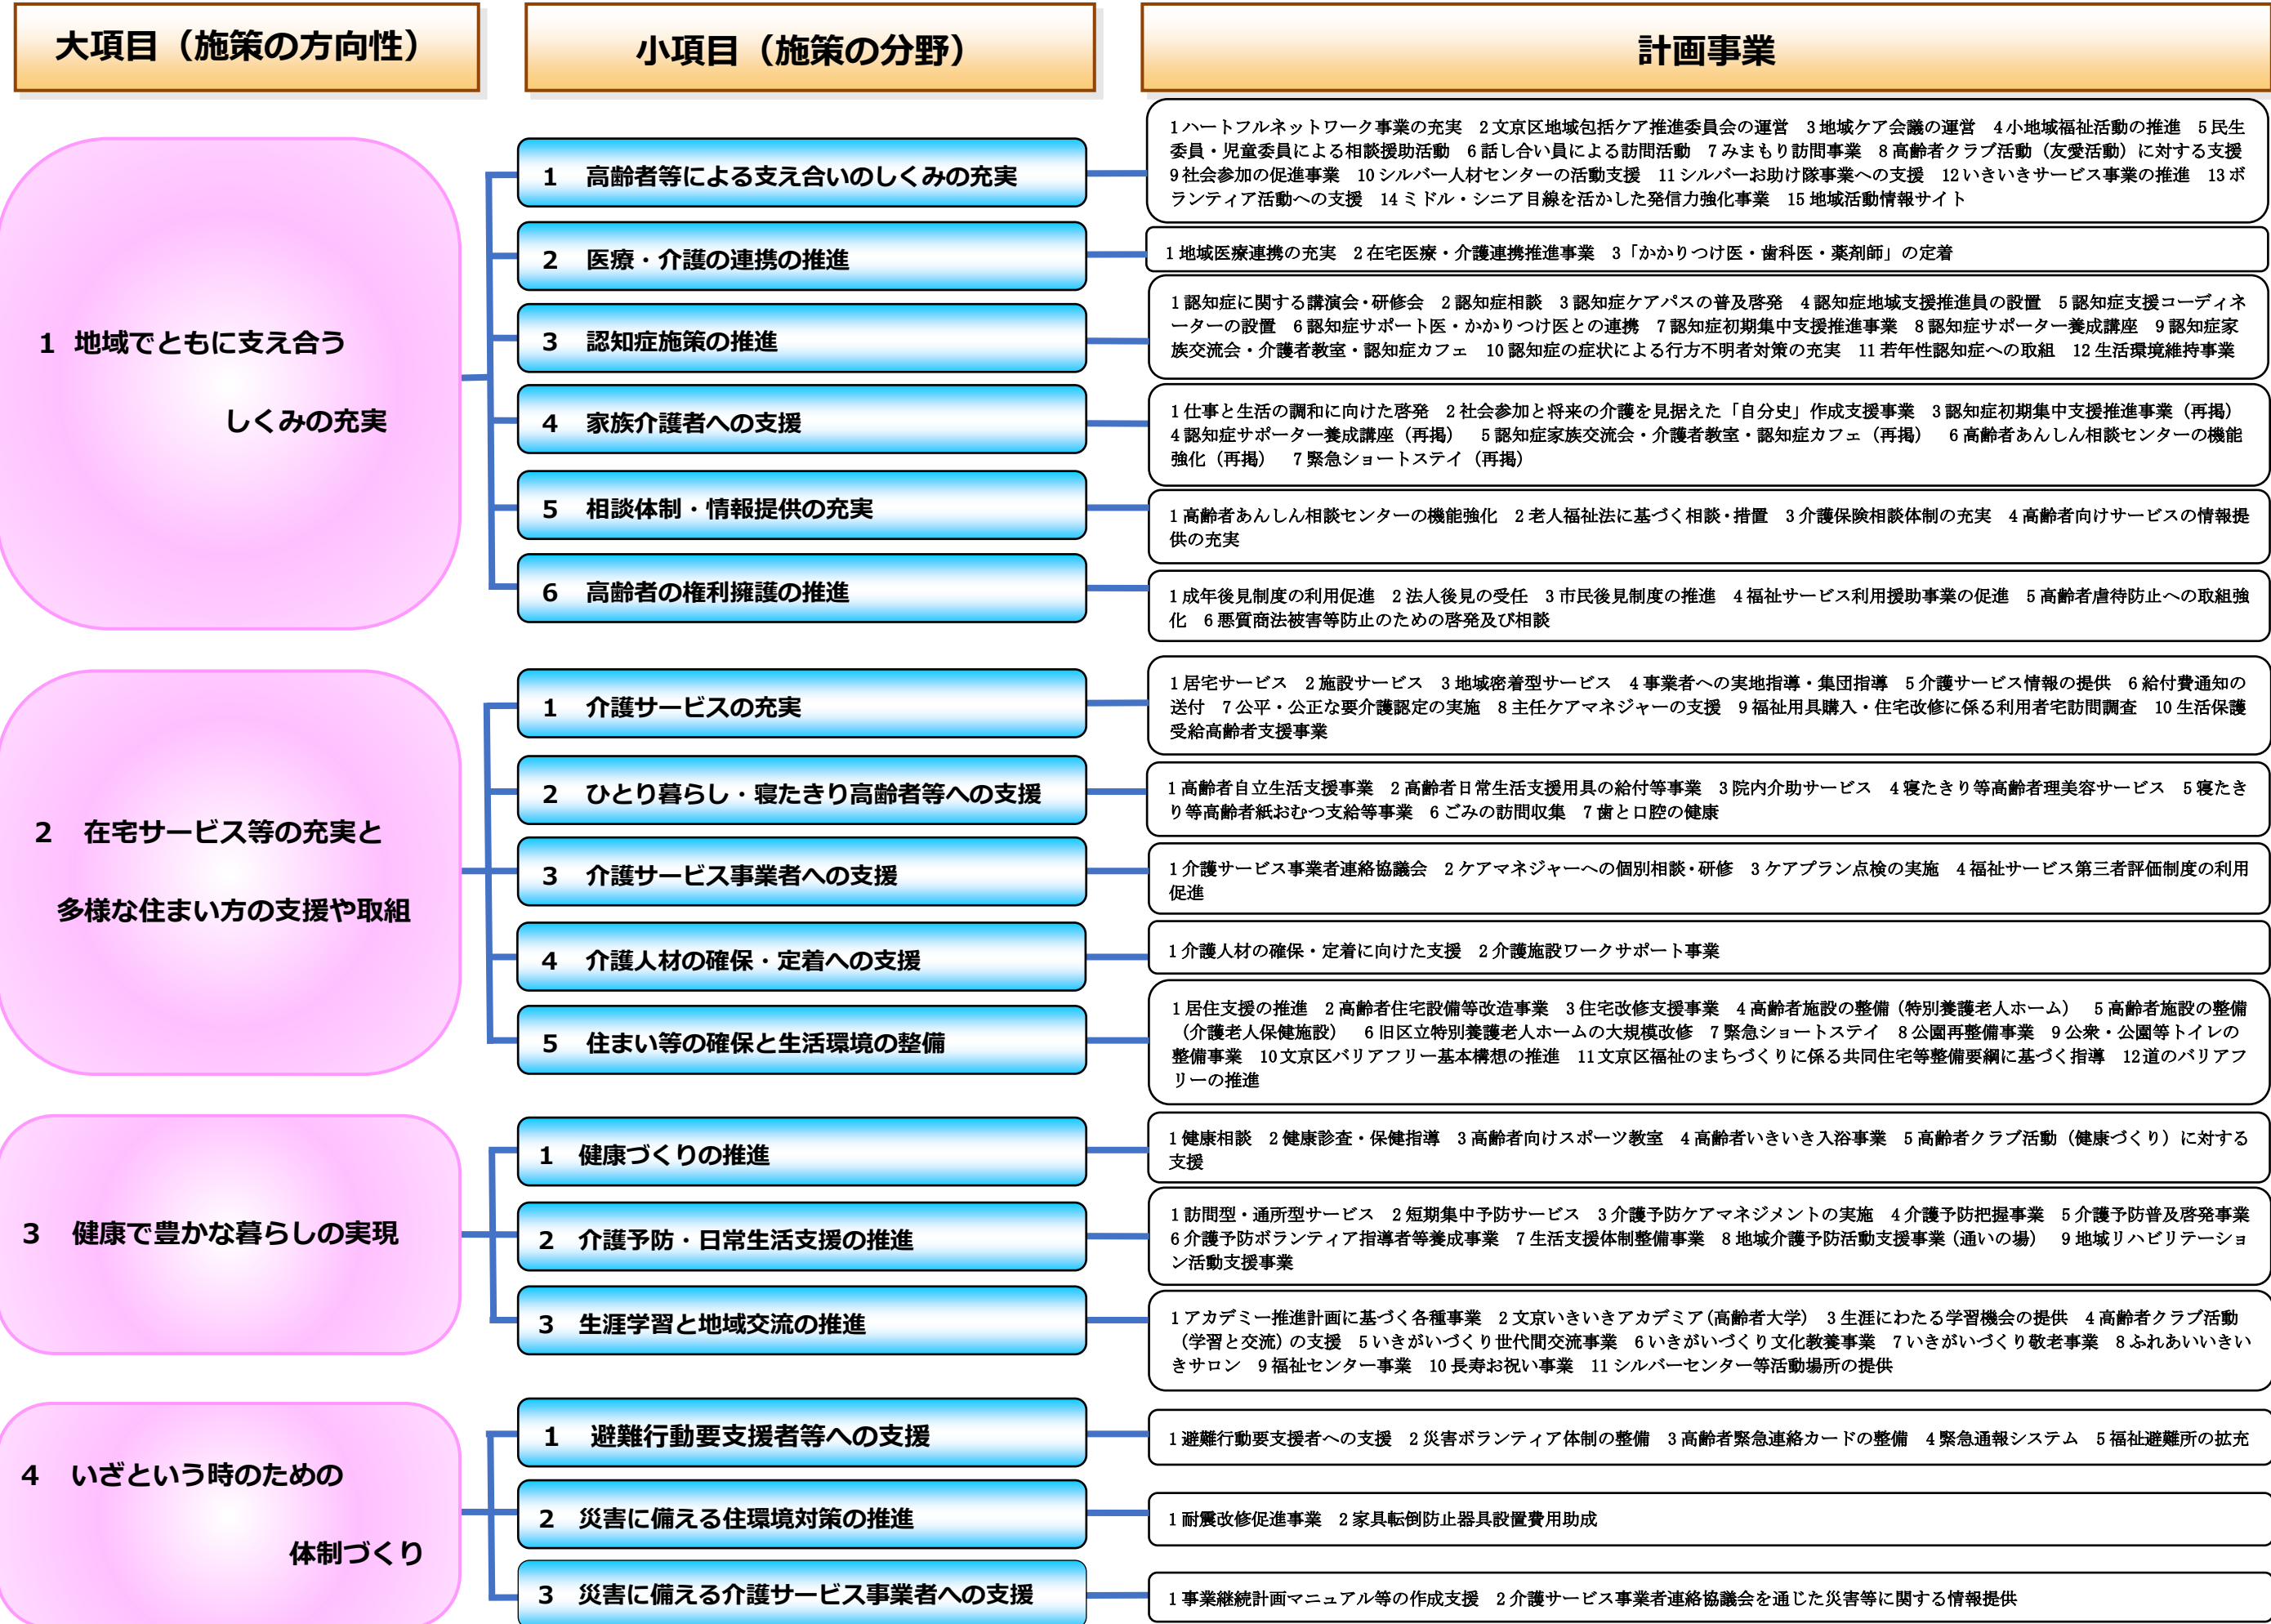 大項目（施策の方向性）
小項目（施策の分野）
計画事業
1 地域でともに支え合う
しくみの充実
1 高齢者等による支え合いのしくみの充実
1 ハートフルネットワーク事業の充実 2 文京区地域包括ケア推進委員会の運営 3 地域ケア会議の運営 4 小地域福祉活動の推進 5 民生
委員・児童委員による相談援助活動 6 話し合い員による訪問活動 7 みまもり訪問事業 8 高齢者クラブ活動（友愛活動）に対する支援
9 社会参加の促進事業 10 シルバー人材センターの活動支援 11 シルバーお助け隊事業への支援 12 いきいきサービス事業の推進 13 ボ
ランティア活動への支援 14 ミドル・シニア目線を活かした発信力強化事業 15 地域活動情報サイト
2 医療・介護の連携の推進
1 地域医療連携の充実 2 在宅医療・介護連携推進事業 3「かかりつけ医・歯科医・薬剤師」の定着
3 認知症施策の推進
1 認知症に関する講演会・研修会 2 認知症相談 3 認知症ケアパスの普及啓発 4 認知症地域支援推進員の設置 5 認知症支援コーディネ
ーターの設置 6 認知症サポート医・かかりつけ医との連携 7 認知症初期集中支援推進事業 8 認知症サポーター養成講座 9 認知症家
族交流会・介護者教室・認知症カフェ 10 認知症の症状による行方不明者対策の充実 11 若年性認知症への取組 12 生活環境維持事業
4 家族介護者への支援
1 仕事と生活の調和に向けた啓発 2 社会参加と将来の介護を見据えた「自分史」作成支援事業 3 認知症初期集中支援推進事業（再掲）
4 認知症サポーター養成講座（再掲） 5 認知症家族交流会・介護者教室・認知症カフェ（再掲） 6 高齢者あんしん相談センターの機能
強化（再掲） 7 緊急ショートステイ（再掲）
5 相談体制・情報提供の充実
1 高齢者あんしん相談センターの機能強化 2 老人福祉法に基づく相談・措置 3 介護保険相談体制の充実 4 高齢者向けサービスの情報提
供の充実
6 高齢者の権利擁護の推進
1 成年後見制度の利用促進 2 法人後見の受任 3 市民後見制度の推進 4 福祉サービス利用援助事業の促進 5 高齢者虐待防止への取組強
化 6 悪質商法被害等防止のための啓発及び相談
2 在宅サービス等の充実と
多様な住まい方の支援や取組
1 介護サービスの充実
1 居宅サービス 2 施設サービス 3 地域密着型サービス 4 事業者への実地指導・集団指導 5 介護サービス情報の提供 6 給付費通知の
送付 7 公平・公正な要介護認定の実施 8 主任ケアマネジャーの支援 9 福祉用具購入・住宅改修に係る利用者宅訪問調査 10 生活保護
受給高齢者支援事業
2 ひとり暮らし・寝たきり高齢者等への支援
1 高齢者自立生活支援事業 2 高齢者日常生活支援用具の給付等事業 3 院内介助サービス 4 寝たきり等高齢者理美容サービス 5 寝たき
り等高齢者紙おむつ支給等事業 6 ごみの訪問収集 7 歯と口腔の健康
3 介護サービス事業者への支援
1 介護サービス事業者連絡協議会 2 ケアマネジャーへの個別相談・研修 3 ケアプラン点検の実施 4 福祉サービス第三者評価制度の利用
促進
4 介護人材の確保・定着への支援
1 介護人材の確保・定着に向けた支援 2 介護施設ワークサポート事業
5 住まい等の確保と生活環境の整備
1 居住支援の推進 2 高齢者住宅設備等改造事業 3 住宅改修支援事業 4 高齢者施設の整備（特別養護老人ホーム） 5 高齢者施設の整備
（介護老人保健施設） 6 旧区立特別養護老人ホームの大規模改修 7 緊急ショートステイ 8 公園再整備事業 9 公衆・公園等トイレの
整備事業 10 文京区バリアフリー基本構想の推進 11 文京区福祉のまちづくりに係る共同住宅等整備要綱に基づく指導 12 道のバリアフ
リーの推進
3 健康で豊かな暮らしの実現
1 健康づくりの推進
1 健康相談 2 健康診査・保健指導 3 高齢者向けスポーツ教室 4 高齢者いきいき入浴事業 5 高齢者クラブ活動（健康づくり）に対する
支援
2 介護予防・日常生活支援の推進
1 訪問型・通所型サービス 2 短期集中予防サービス 3 介護予防ケアマネジメントの実施 4 介護予防把握事業 5 介護予防普及啓発事業
6 介護予防ボランティア指導者等養成事業 7 生活支援体制整備事業 8 地域介護予防活動支援事業（通いの場） 9 地域リハビリテーショ
ン活動支援事業
3 生涯学習と地域交流の推進
1 アカデミー推進計画に基づく各種事業 2 文京いきいきアカデミア（高齢者大学） 3 生涯にわたる学習機会の提供 4 高齢者クラブ活動
（学習と交流）の支援 5 いきがいづくり世代間交流事業 6 いきがいづくり文化教養事業 7 いきがいづくり敬老事業 8 ふれあいいきい
きサロン 9 福祉センター事業 10 長寿お祝い事業 11 シルバーセンター等活動場所の提供
4 いざという時のための
体制づくり
1 避難行動要支援者等への支援
1 避難行動要支援者への支援 2 災害ボランティア体制の整備 3 高齢者緊急連絡カードの整備 4 緊急通報システム 5 福祉避難所の拡充
2 災害に備える住環境対策の推進
1 耐震改修促進事業 2 家具転倒防止器具設置費用助成
3 災害に備える介護サービス事業者への支援
1 事業継続計画マニュアル等の作成支援 2 介護サービス事業者連絡協議会を通じた災害等に関する情報提供